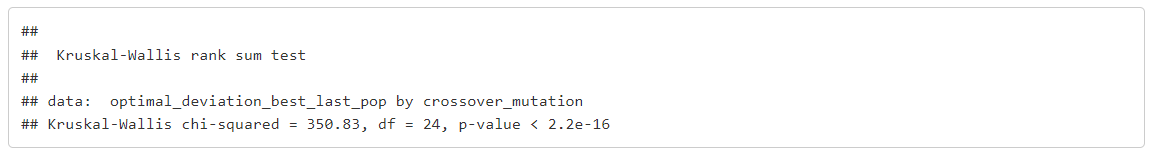 ##
##  Kruskal-Wallis rank sum test
##
## data:  optimal_deviation_best_last_pop by crossover_mutation
## Kruskal-Wallis chi-squared = 350.83, df = 24, p-value < 2.2e-16